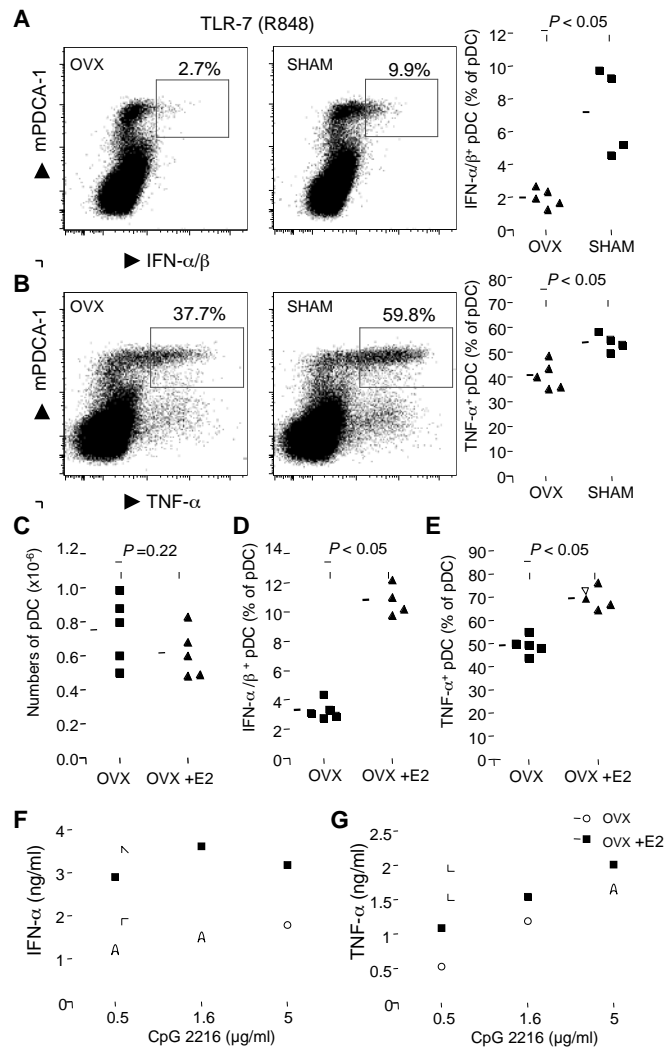 A
TLR-7 (R848)
OVX
2.7%
SHAM
9.9%
mPDCA-1
IFN-α/β
IFN-α/β+ pDC (% of pDC)
P < 0.05
12
10
8
6
4
2
0
OVX
SHAM
B
OVX
37.7%
SHAM
59.8%
mPDCA-1
TNF-α
TNF-α+ pDC (% of pDC)
P < 0.05
80
70
60
50
40
30
20
10
0
OVX
SHAM
C
Numbers of pDC (x10-6)
P =0.22
1.2
1.0
0.8
0.6
0.4
0.2
0.0
OVX
OVX +E2
D
IFN-α/β + pDC (% of pDC)
P < 0.05
14
12
10
8
6
4
2
0
OVX
OVX +E2
E
TNF-α+ pDC (% of pDC)
P < 0.05
90
80
70
60
50
40
30
20
10
0
OVX
OVX +E2
F
IFN-α (ng/ml)
4
3
2
1
0
0.5
1.6
5
CpG 2216 (µg/ml)
G
OVX
OVX +E2
TNF-α (ng/ml)
2.5
2
1.5
1
0.5
0
0.5
1.6
5
CpG 2216 (µg/ml)